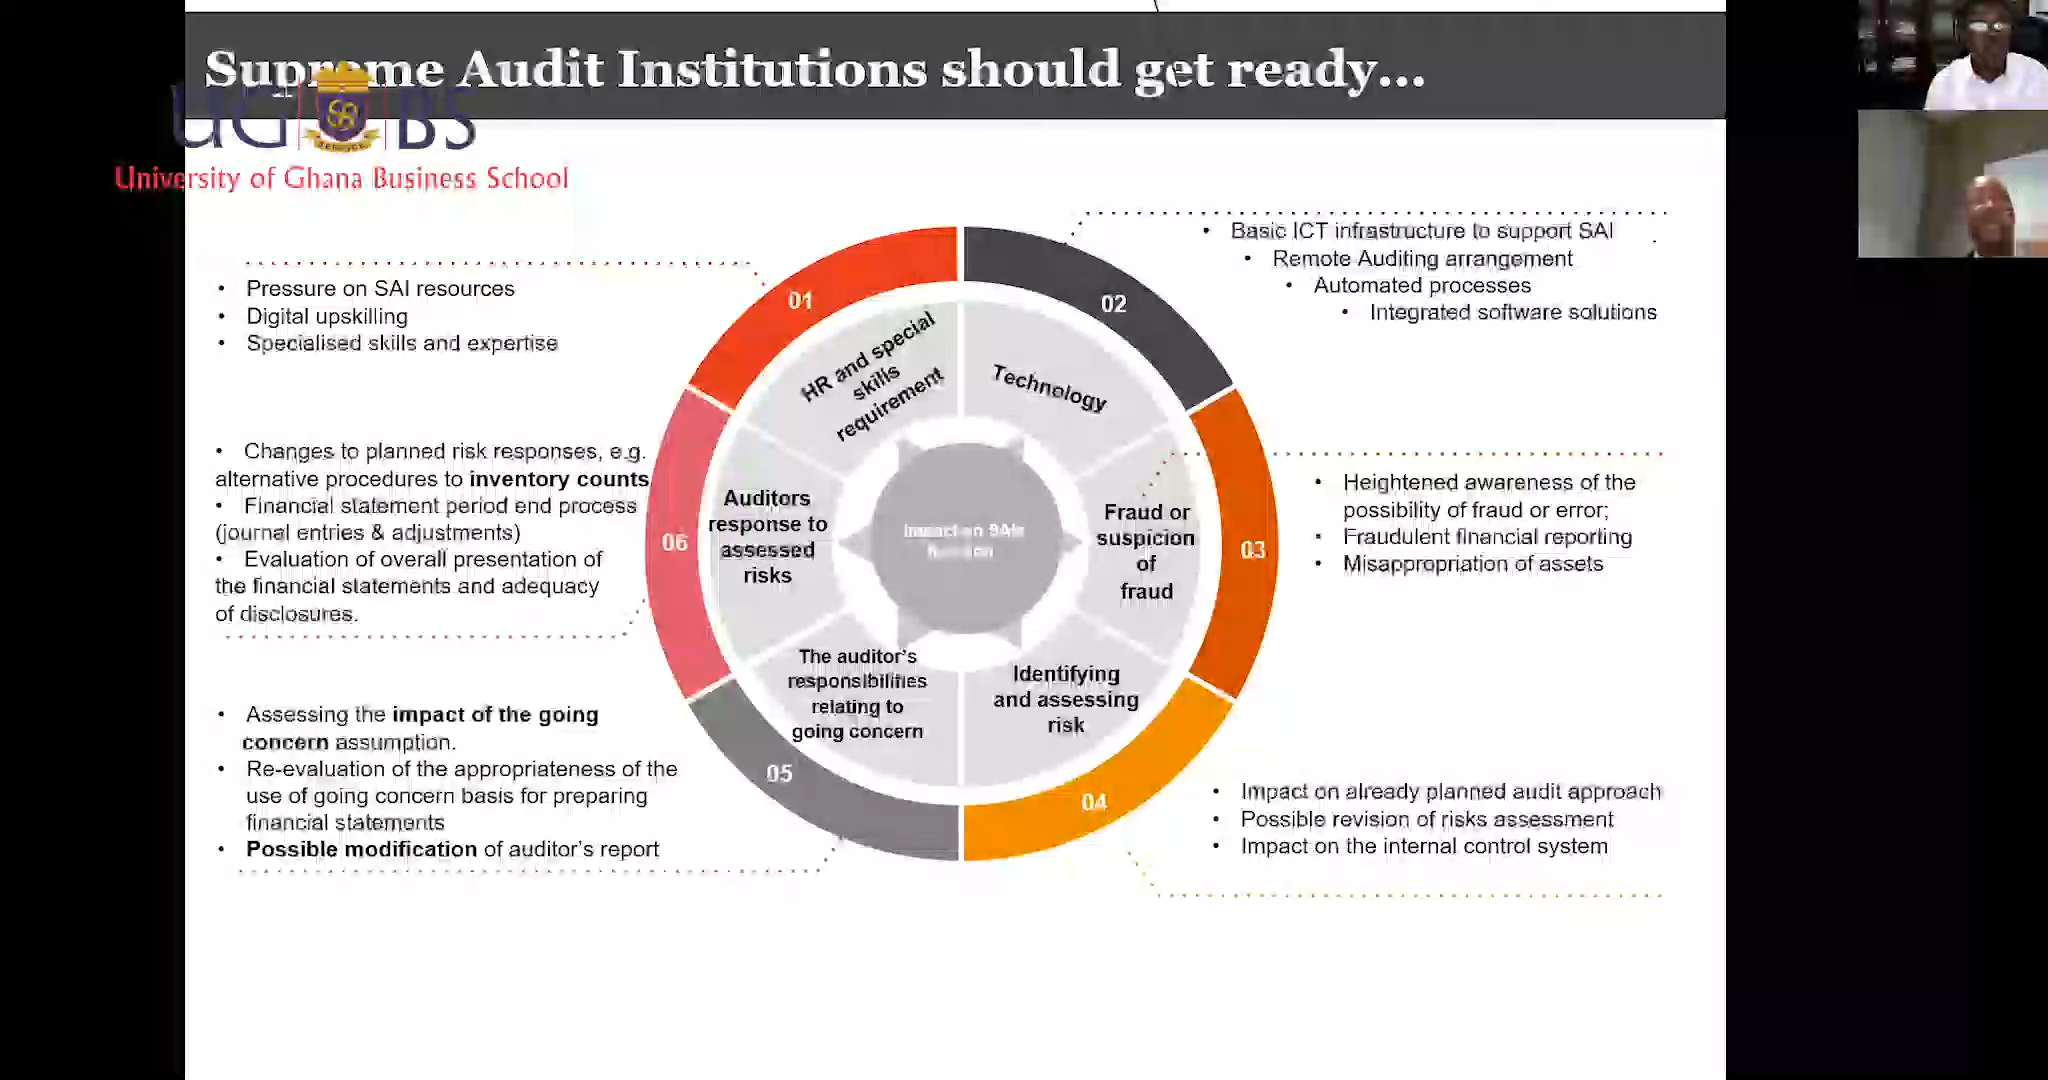 Supreme Audit Institutions should get ready...
UGBS
University of Ghana Business School
01
HR and special
skills
requirement
• Pressure on SAI resources
• Digital upskilling
• Specialised skills and expertise
02
Technology
• Basic ICT infrastructure to support SAI
• Remote Auditing arrangement
• Automated processes
• Integrated software solutions
03
Fraud or
suspicion
of
fraud
• Heightened awareness of the
possibility of fraud or error;
• Fraudulent financial reporting
• Misappropriation of assets
04
Identifying
and assessing
risk
• Impact on already planned audit approach
• Possible revision of risks assessment
• Impact on the internal control system
05
The auditor's
responsibilities
relating to
going concern
• Assessing the impact of the going
concern assumption.
• Re-evaluation of the appropriateness of the
use of going concern basis for preparing
financial statements
• Possible modification of auditor's report
06
Auditors
response to
assessed
risks
• Changes to planned risk responses, e.g.
alternative procedures to inventory counts
• Financial statement period end process
(journal entries & adjustments)
• Evaluation of overall presentation of
the financial statements and adequacy
of disclosures.
Impact on SAIs